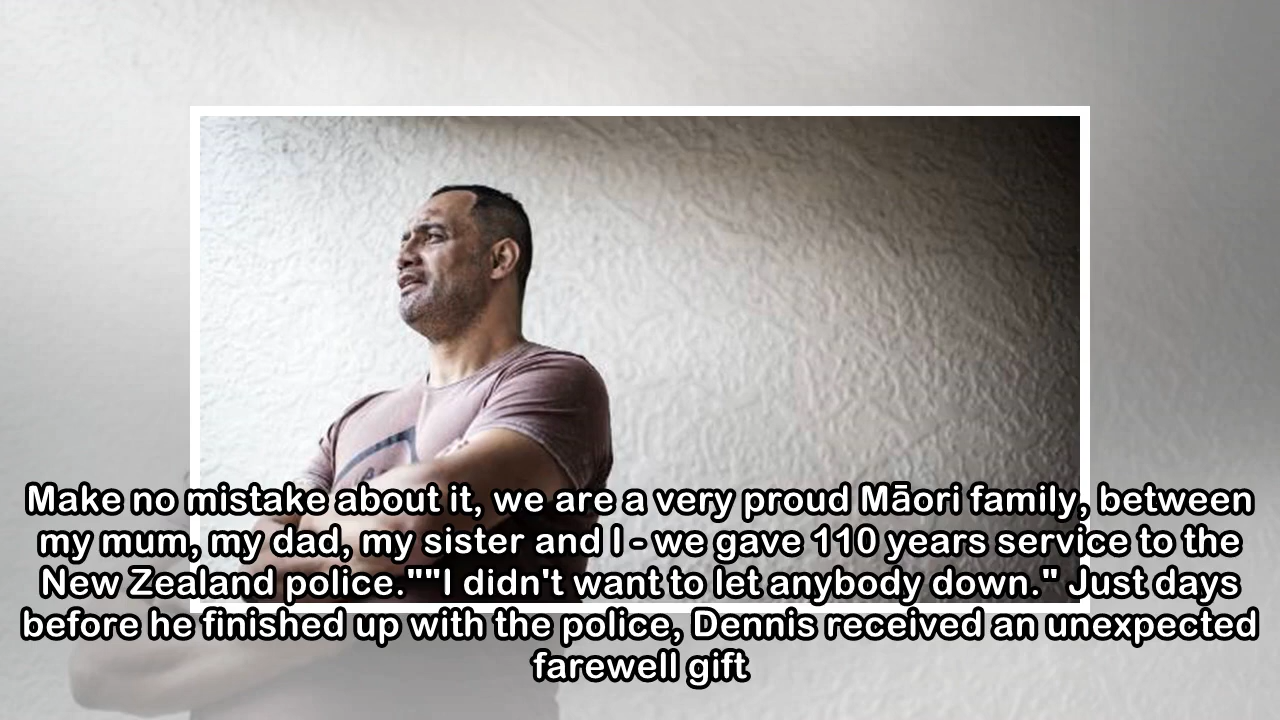 Make no mistake about it, we are a very proud Māori family, between
my mum, my dad, my sister and I - we gave 110 years service to the
New Zealand police.""I didn't want to let anybody down." Just days
before he finished up with the police, Dennis received an unexpected
farewell gift